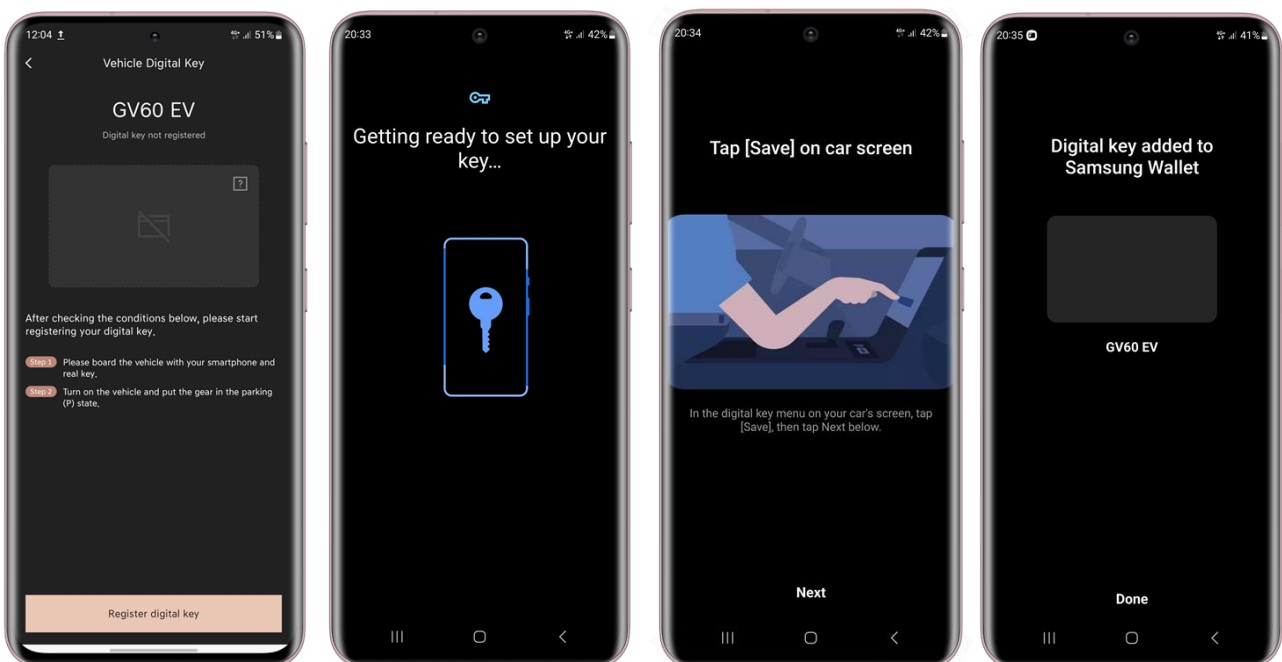 12:04
51%
Vehicle Digital Key
GV60 EV
Digital key not registered
?
After checking the conditions below, please start
registering your digital key.
Step 1 Please board the vehicle with your smartphone and
real key.
Step 2 Turn on the vehicle and put the gear in the parking
(P) state.
Register digital key
20:33
42%
Getting ready to set up your
key...
20:34
42%
Tap [Save] on car screen
In the digital key menu on your car's screen, tap
[Save], then tap Next below.
Next
20:35
41%
Digital key added to
Samsung Wallet
GV60 EV
Done